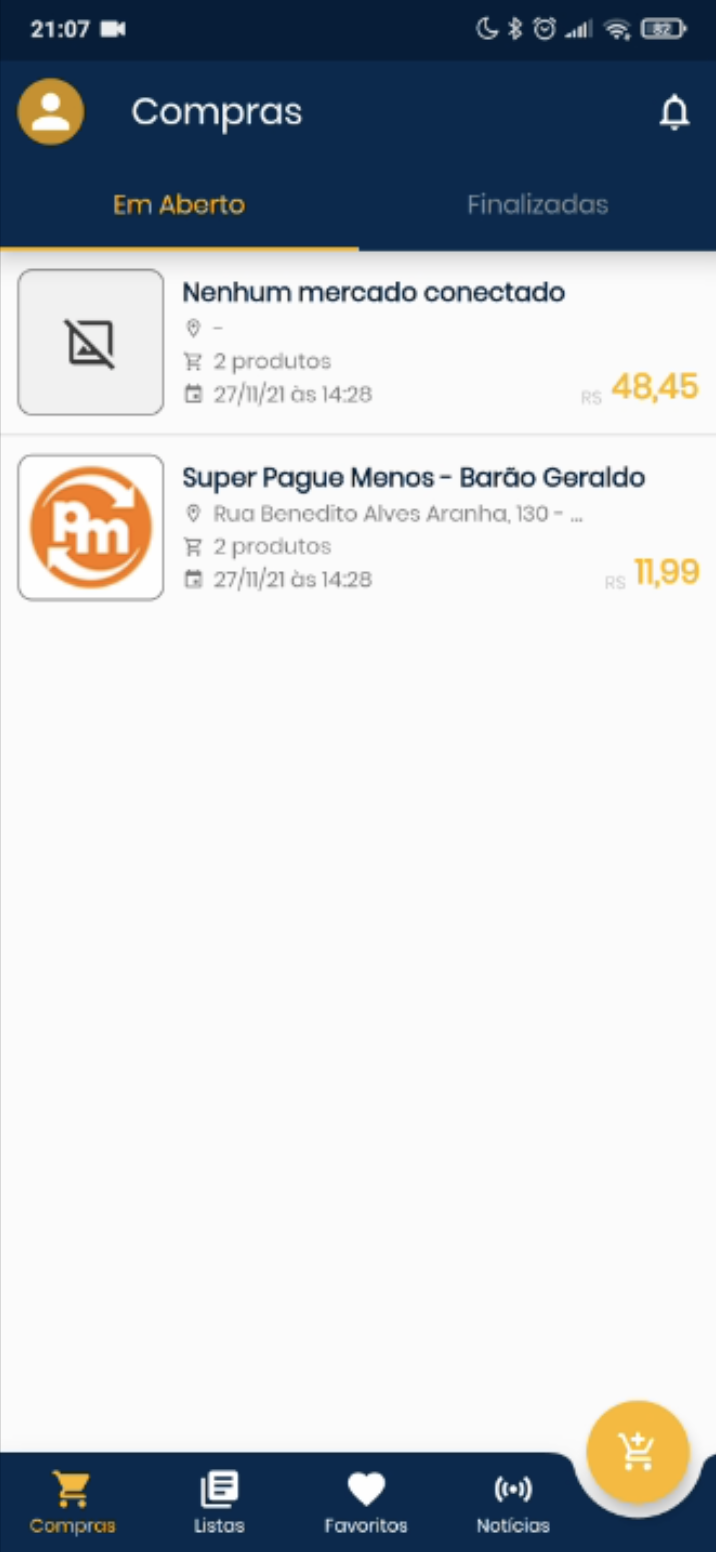 21:07
82
Compras
Em Aberto
Finalizadas
Nenhum mercado conectado
-
2 produtos
27/11/21 às 14:28
R$ 48,45
Super Pague Menos - Barão Geraldo
pm
Rua Benedito Alves Aranha, 130 - ...
2 produtos
27/11/21 às 14:28
R$ 11,99
Compras
Listas
Favoritos
Notícias